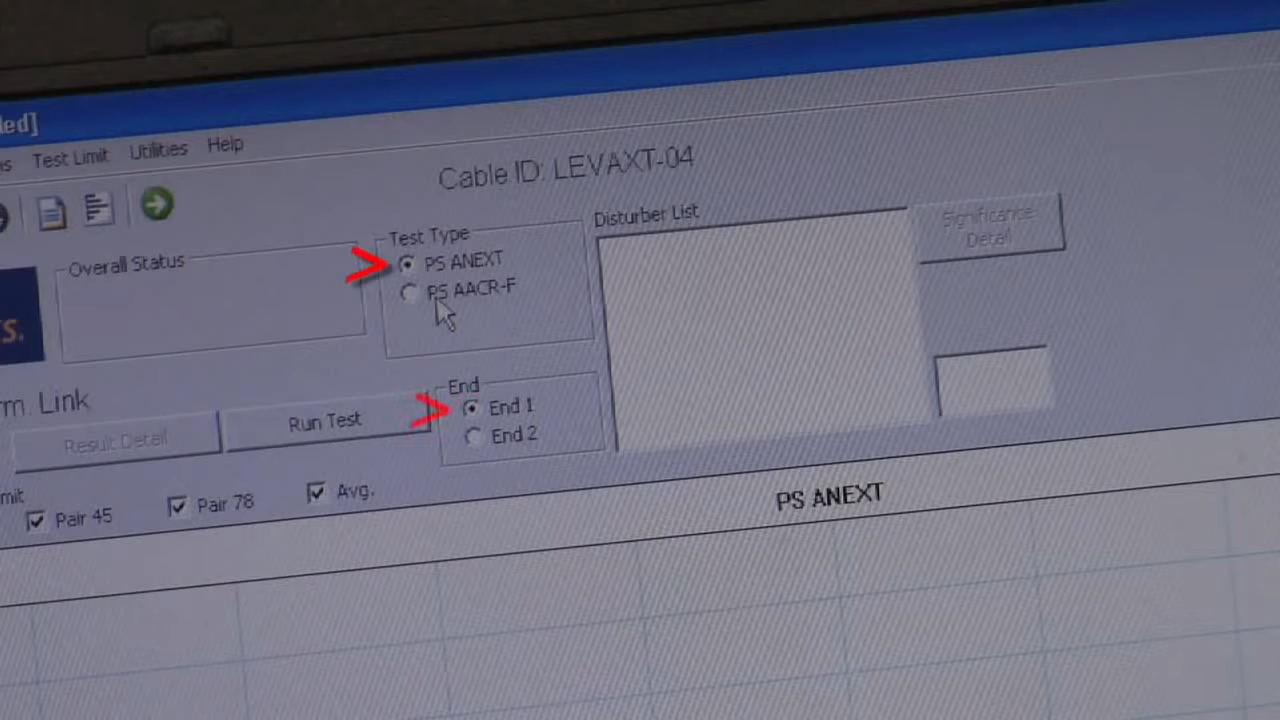 led]
Test Limit Utilities Help
Cable ID: LEVAXT-04
Overall Status
Test Type
PS ANEXT
PS AACR-F
Disturber List
Significance
Detail
s.
rm. Link
Result Detail
Run Test
End
End 1
End 2
mit
Pair 45
Pair 78
Avg.
PS ANEXT